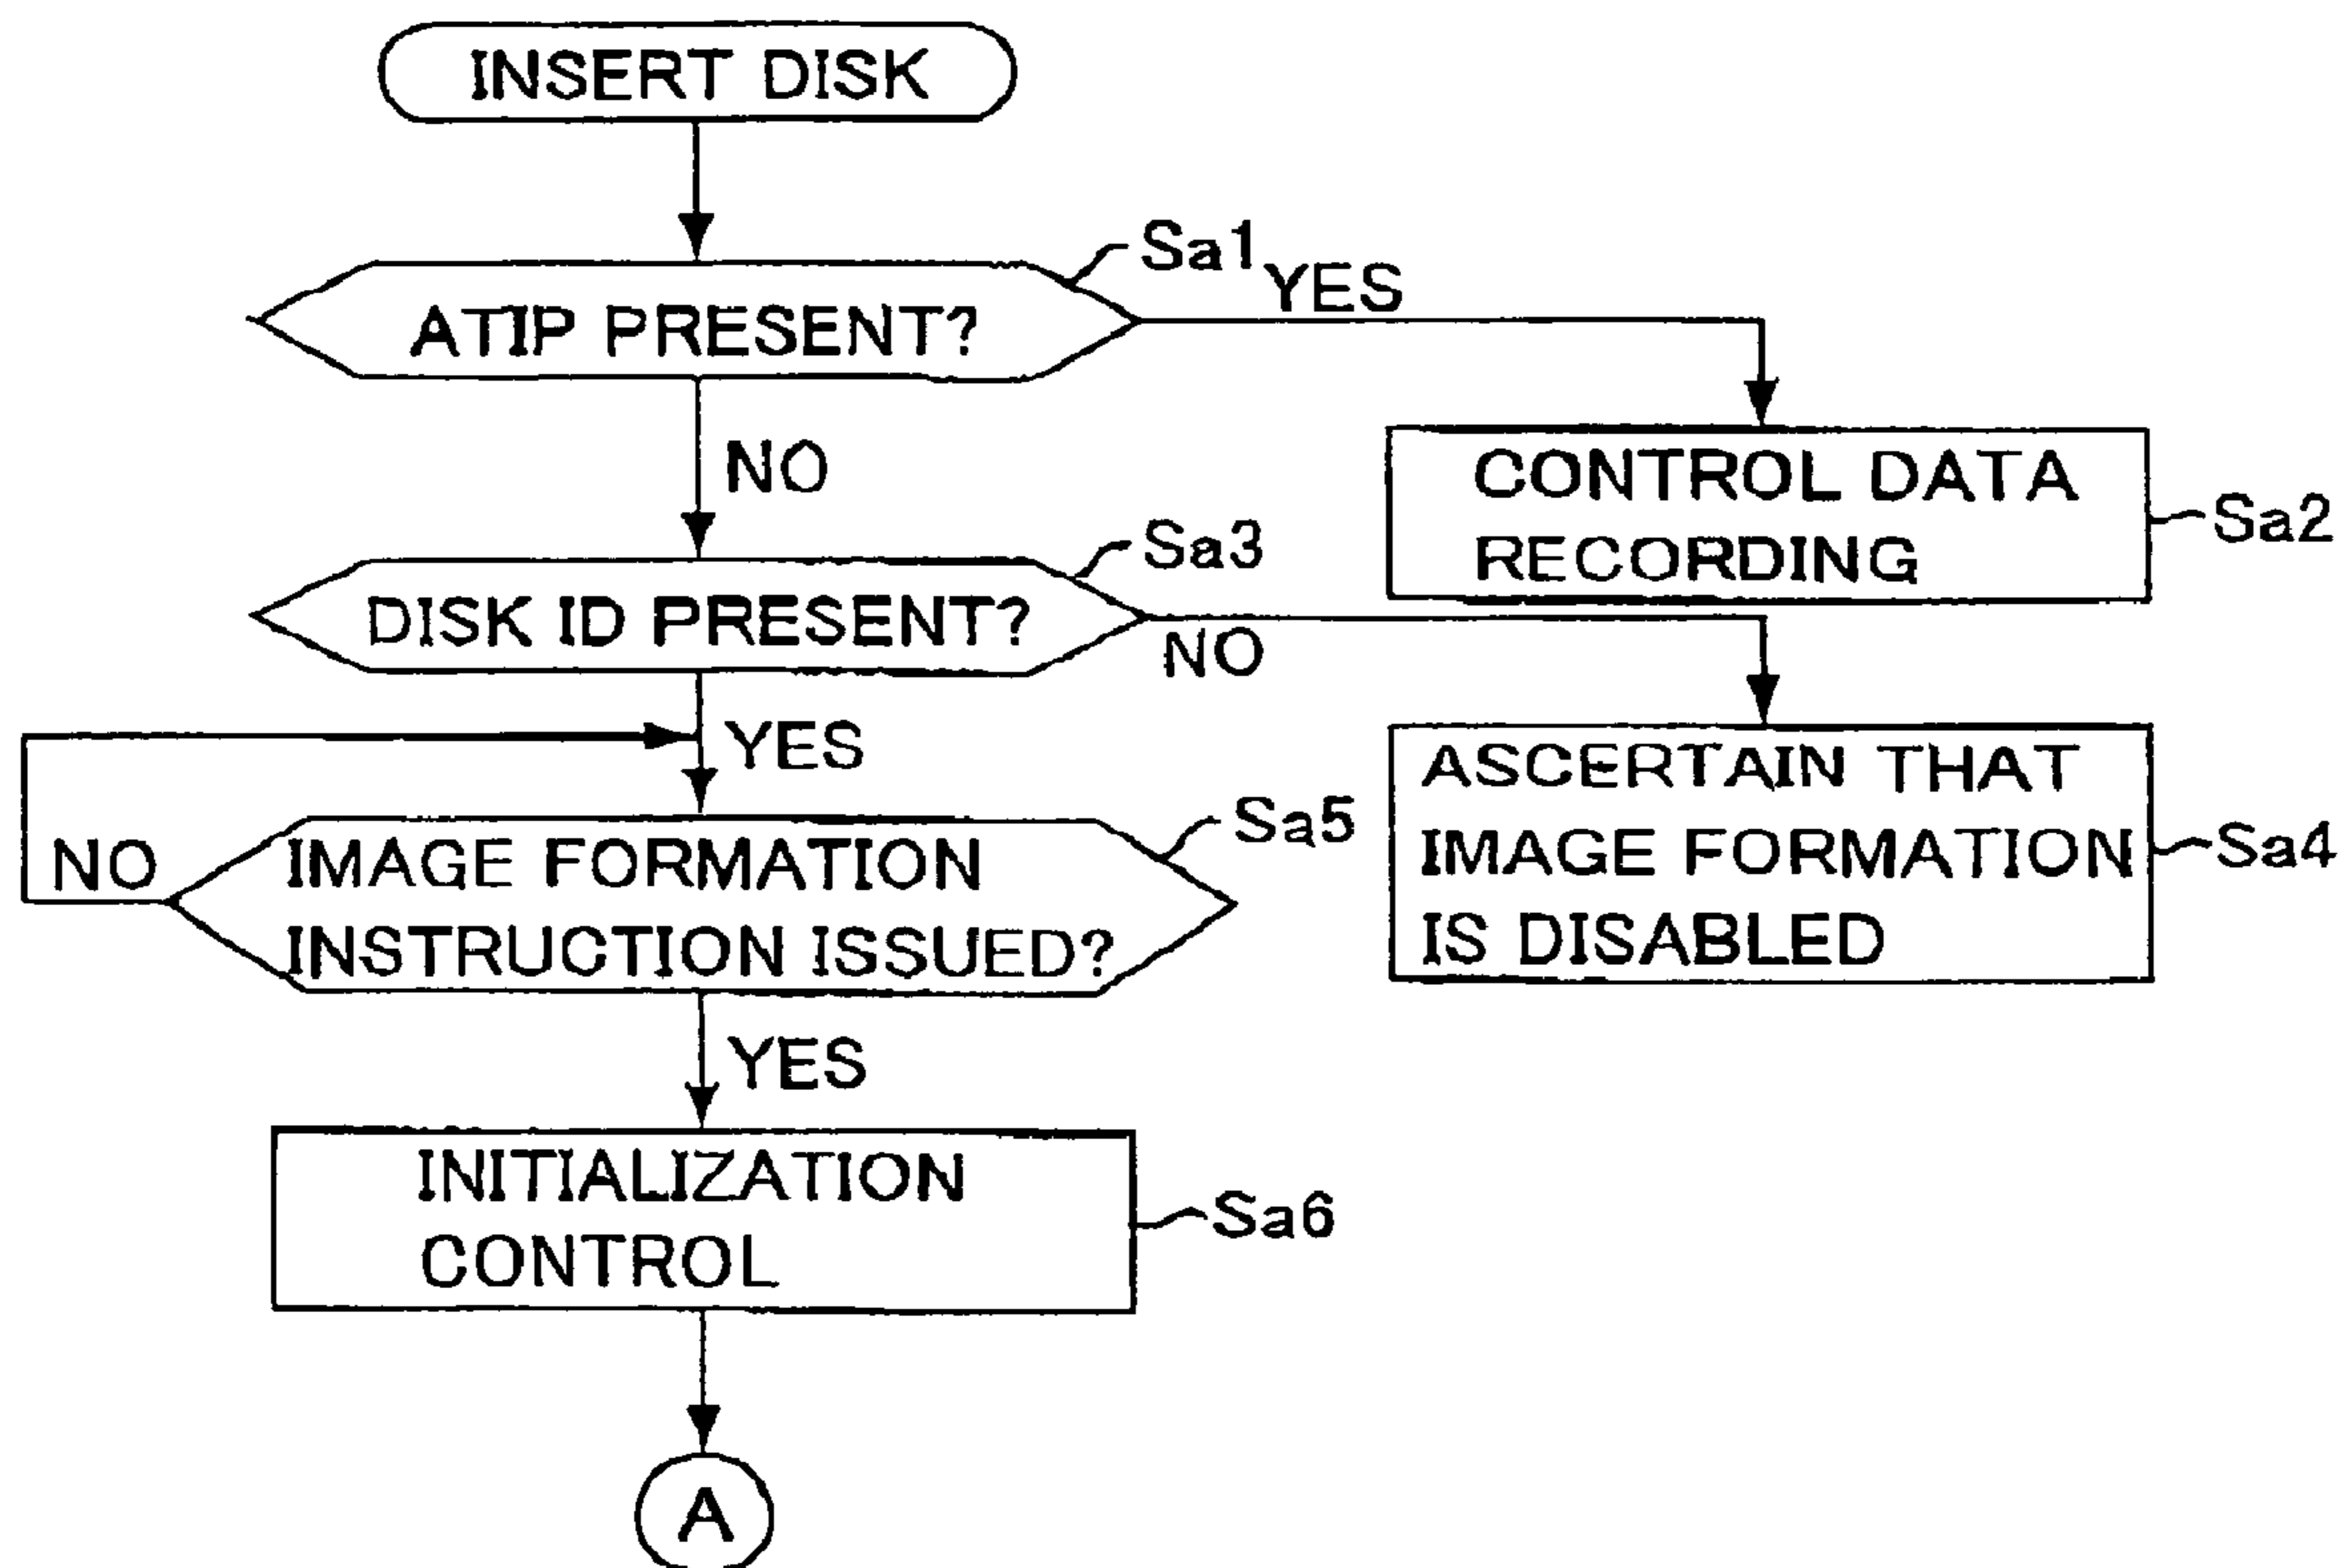 INSERT DISK
Sa1
YES
ATIP PRESENT?
NO
CONTROL DATA
RECORDING
Sa2
Sa3
DISK ID PRESENT?
NO
YES
ASCERTAIN THAT
IMAGE FORMATION
IS DISABLED
Sa4
Sa5
NO
IMAGE FORMATION
INSTRUCTION ISSUED?
YES
INITIALIZATION
CONTROL
Sa6
A